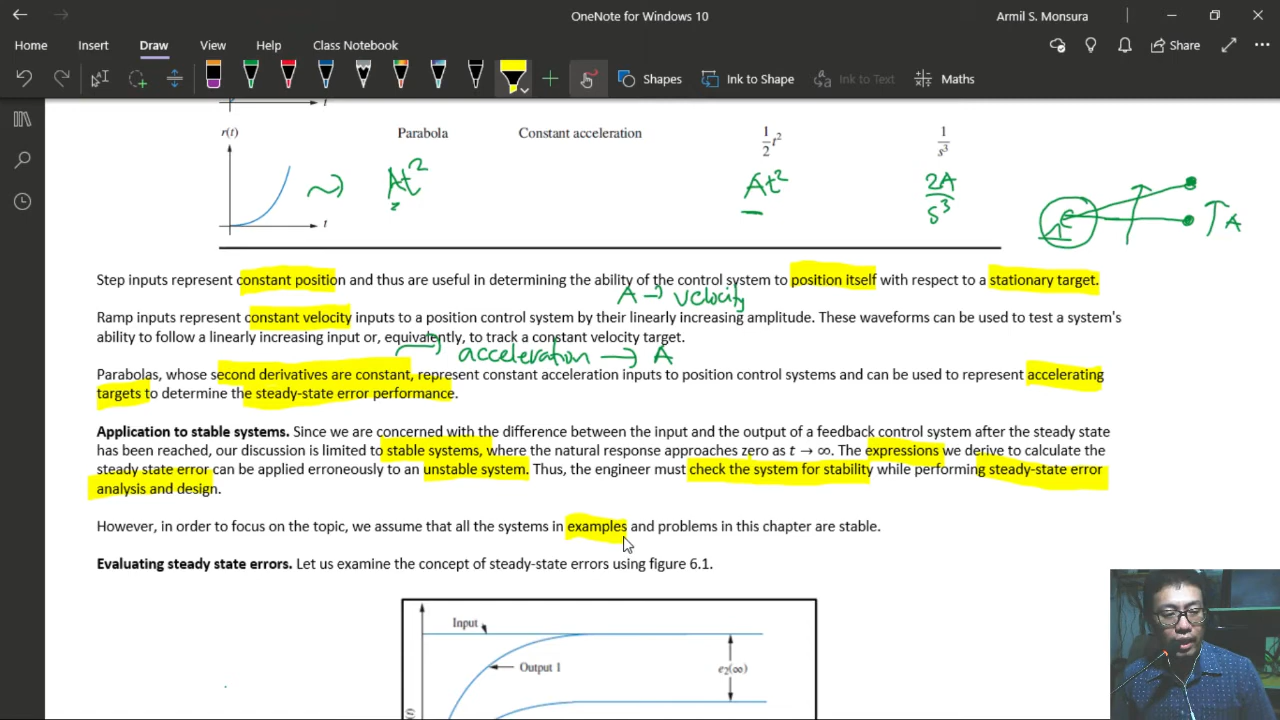 OneNote for Windows 10
Armil S. Monsura
Home Insert Draw View Help Class Notebook
Share
Shapes
Ink to Shape
Ink to Text
Maths
t
r(t)
Parabola
Constant acceleration
1/2 t²
1/s³
At²
At²
2A/s³
A
t
Step inputs represent constant position and thus are useful in determining the ability of the control system to position itself with respect to a stationary target.
A → velocity
Ramp inputs represent constant velocity inputs to a position control system by their linearly increasing amplitude. These waveforms can be used to test a system's
ability to follow a linearly increasing input or, equivalently, to track a constant velocity target.
acceleration → A
Parabolas, whose second derivatives are constant, represent constant acceleration inputs to position control systems and can be used to represent accelerating
targets to determine the steady-state error performance.
Application to stable systems. Since we are concerned with the difference between the input and the output of a feedback control system after the steady state
has been reached, our discussion is limited to stable systems, where the natural response approaches zero as t → ∞. The expressions we derive to calculate the
steady state error can be applied erroneously to an unstable system. Thus, the engineer must check the system for stability while performing steady-state error
analysis and design.
However, in order to focus on the topic, we assume that all the systems in examples and problems in this chapter are stable.
Evaluating steady state errors. Let us examine the concept of steady-state errors using figure 6.1.
Input
Output 1
e₂(∞)